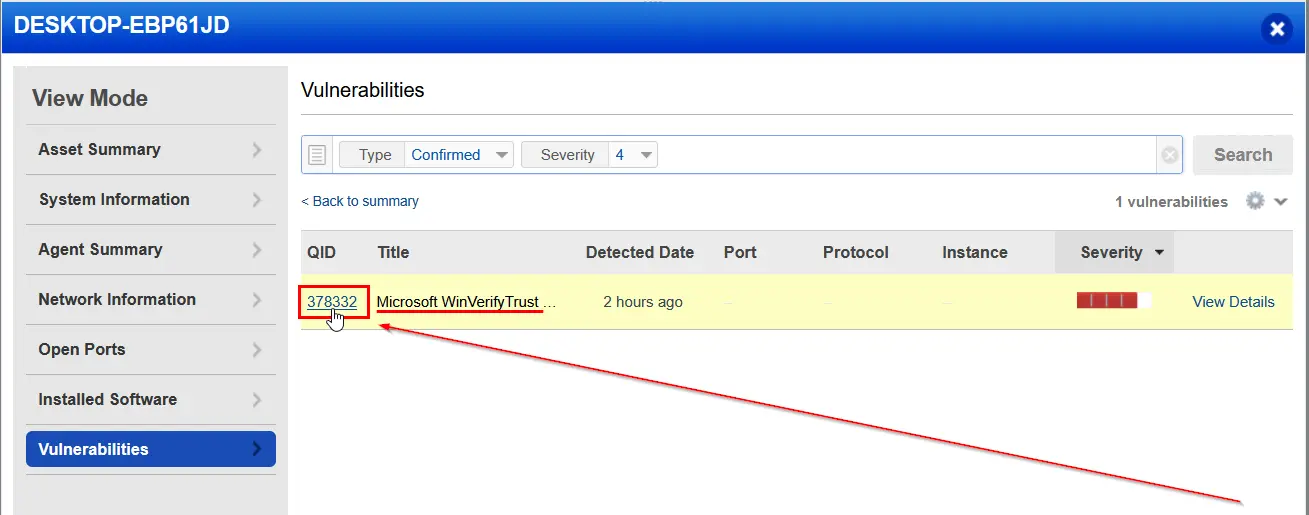 DESKTOP-EBP61JD
View Mode
Asset Summary
System Information
Agent Summary
Network Information
Open Ports
Installed Software
Vulnerabilities
Vulnerabilities
Type Confirmed Severity 4 Search
< Back to summary 1 vulnerabilities
QID Title Detected Date Port Protocol Instance Severity
378332 Microsoft WinVerifyTrust ... 2 hours ago – – – View Details